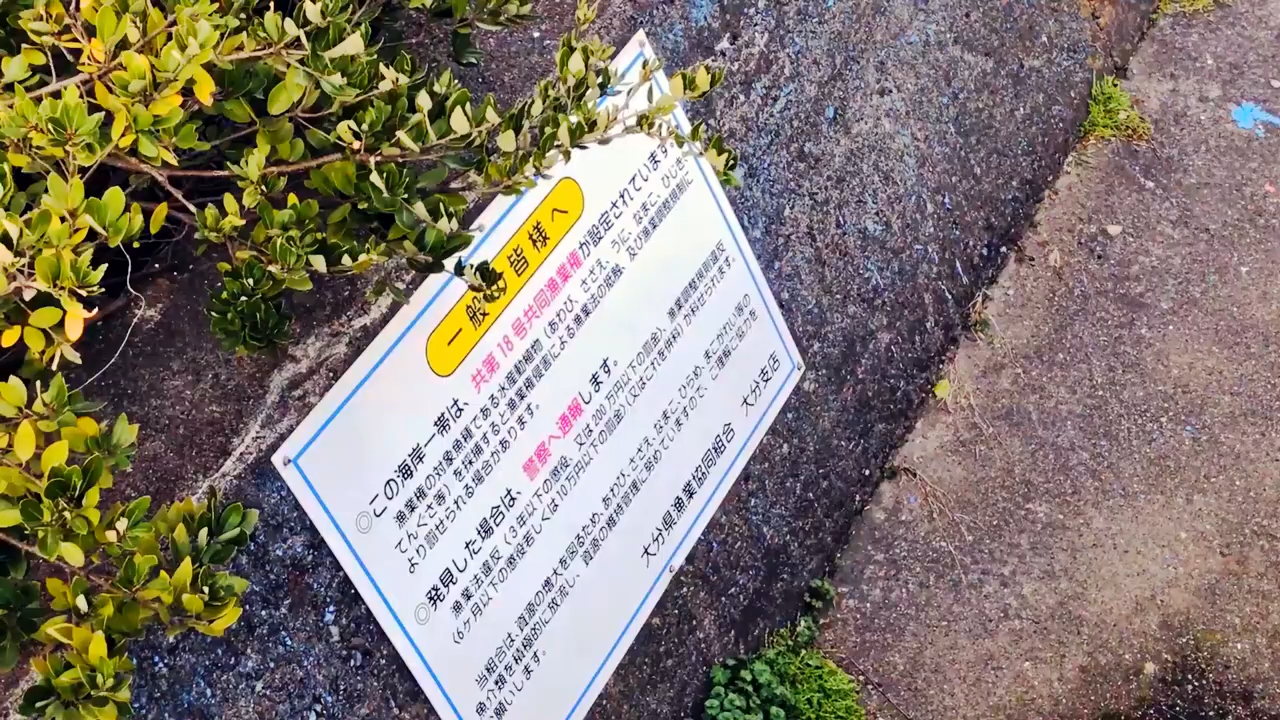 一般の皆様へ
◎この海岸一帯は、共第18号共同漁業権が設定されています。
漁業権の対象魚種である水産動植物（あわび、さざえ、うに、なまこ、ひじき、
てんぐさ等）を採捕すると漁業権侵害による漁業法の抵触、及び漁業調整規制に
より罰せられる場合があります。
◎発見した場合は、警察へ通報します。
漁業法違反（3年以下の懲役、又は200万円以下の罰金）、漁業調整規則違反
（6ケ月以下の懲役若しくは10万円以下の罰金）（又はこれを併科）が科せられます。
当組合は、資源の増大を図るため、あわび、さざえ、なまこ、ひらめ、まこがれい等の
魚介類を積極的に放流し、資源の維持管理に努めていますので、ご理解ご協力を
お願いします。
大分県漁業協同組合 大分支店